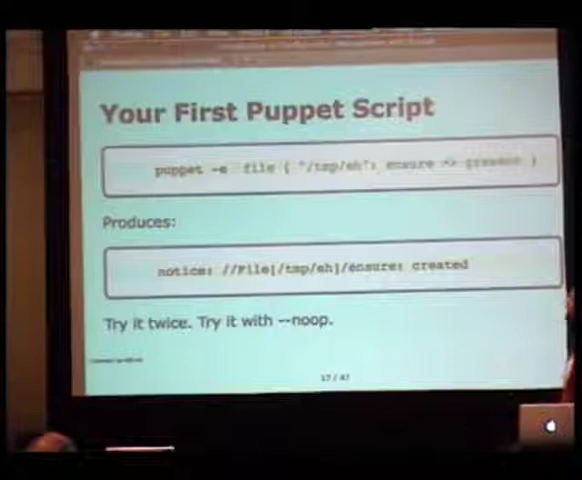 Your First Puppet Script
puppet -e 'file { "/tmp/eh": ensure => present }
Produces:
notice: //File[/tmp/eh]/ensure: created
Try it twice. Try it with --noop.
17 / 47